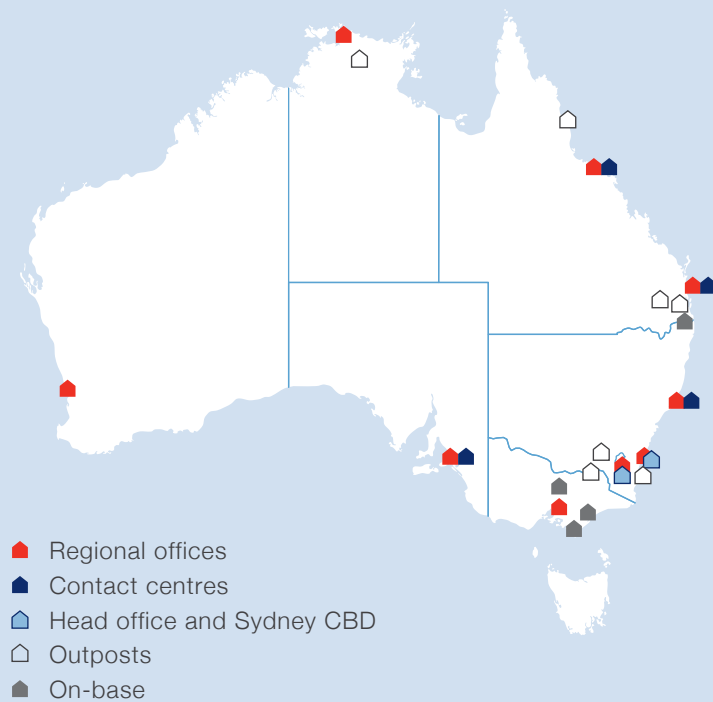 Regional offices
Contact centres
Head office and Sydney CBD
Outposts
On-base